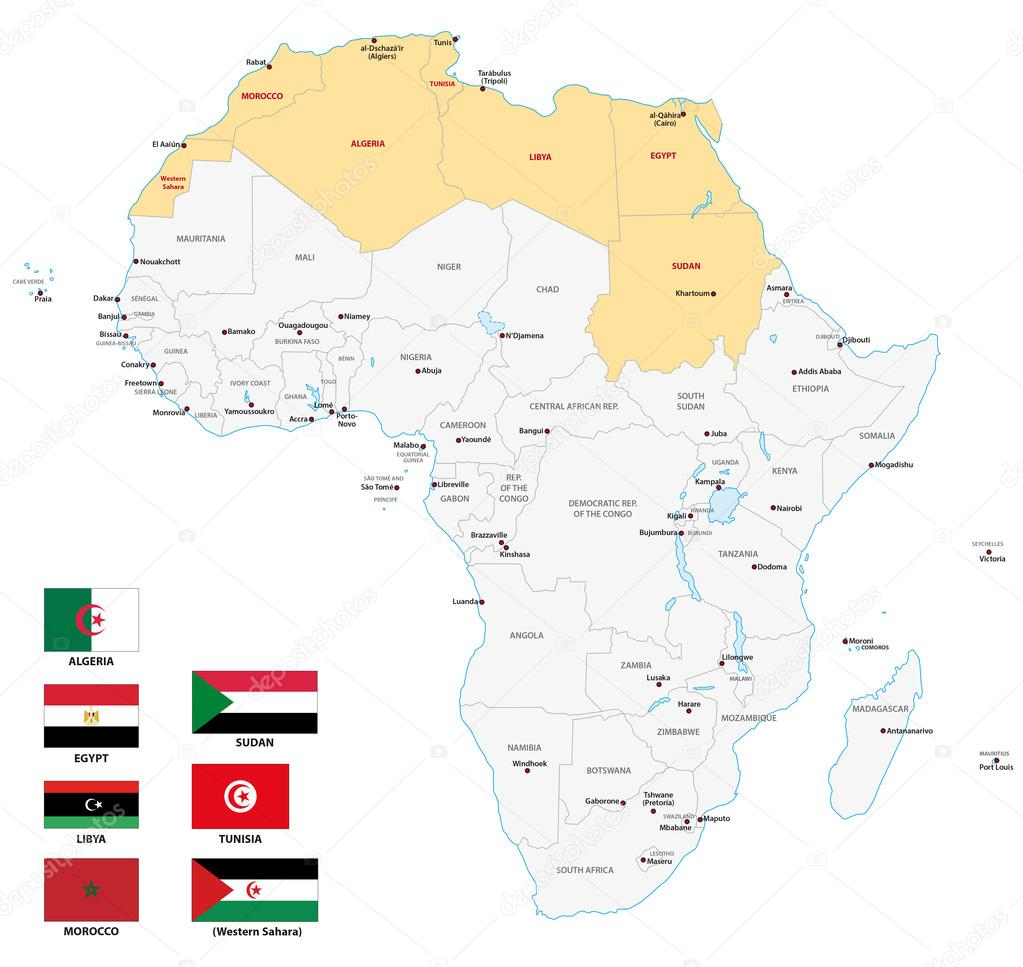 Tunis
al-Dschazā'ir
(Algiers)
Rabat
Tarābulus
(Tripoli)
TUNISIA
MOROCCO
al-Qāhira
(Cairo)
El Aaiún
ALGERIA
LIBYA
EGYPT
Western
Sahara
MAURITANIA
MALI
NIGER
CHAD
SUDAN
Nouakchott
CABE VERDE
Praia
Khartoum
Asmara
ERITREA
Dakar
SÉNÉGAL
Banjul
GAMBIA
Niamey
Ouagadougou
BURKINA FASO
Bamako
Bissau
GUINEA-BISSAU
N'Djamena
DJIBOUTI
Djibouti
GUINEA
BÉNIN
NIGERIA
Abuja
Conakry
Addis Ababa
ETHIOPIA
Freetown
SIERRA LEONE
IVORY COAST
TOGO
GHANA
SOUTH
SUDAN
Monrovia
LIBERIA
Yamoussoukro
Lomé
Accra
Porto-
Novo
CENTRAL AFRICAN REP.
CAMEROON
Bangui
Juba
SOMALIA
Malabo
Yaoundé
EQUATORIAL
GUINEA
UGANDA
KENYA
Mogadishu
SÃO TOMÉ AND
São Tomé
PRÍNCIPE
Libreville
GABON
REP.
OF THE
CONGO
Kampala
DEMOCRATIC REP.
OF THE CONGO
Kigali
RWANDA
Nairobi
Bujumbura
BURUNDI
Brazzaville
Kinshasa
TANZANIA
Dodoma
SEYCHELLES
Victoria
Luanda
ANGOLA
Moroni
COMOROS
ZAMBIA
Lilongwe
MALAWI
Lusaka
Harare
MOZAMBIQUE
MADAGASCAR
ZIMBABWE
Antananarivo
NAMIBIA
Windhoek
BOTSWANA
MAURITIUS
Port Louis
Gaborone
Tshwane
(Pretoria)
SWAZILAND
Mbabane
Maputo
LESOTHO
Maseru
SOUTH AFRICA
ALGERIA
EGYPT
SUDAN
LIBYA
TUNISIA
MOROCCO
(Western Sahara)
depositphotos